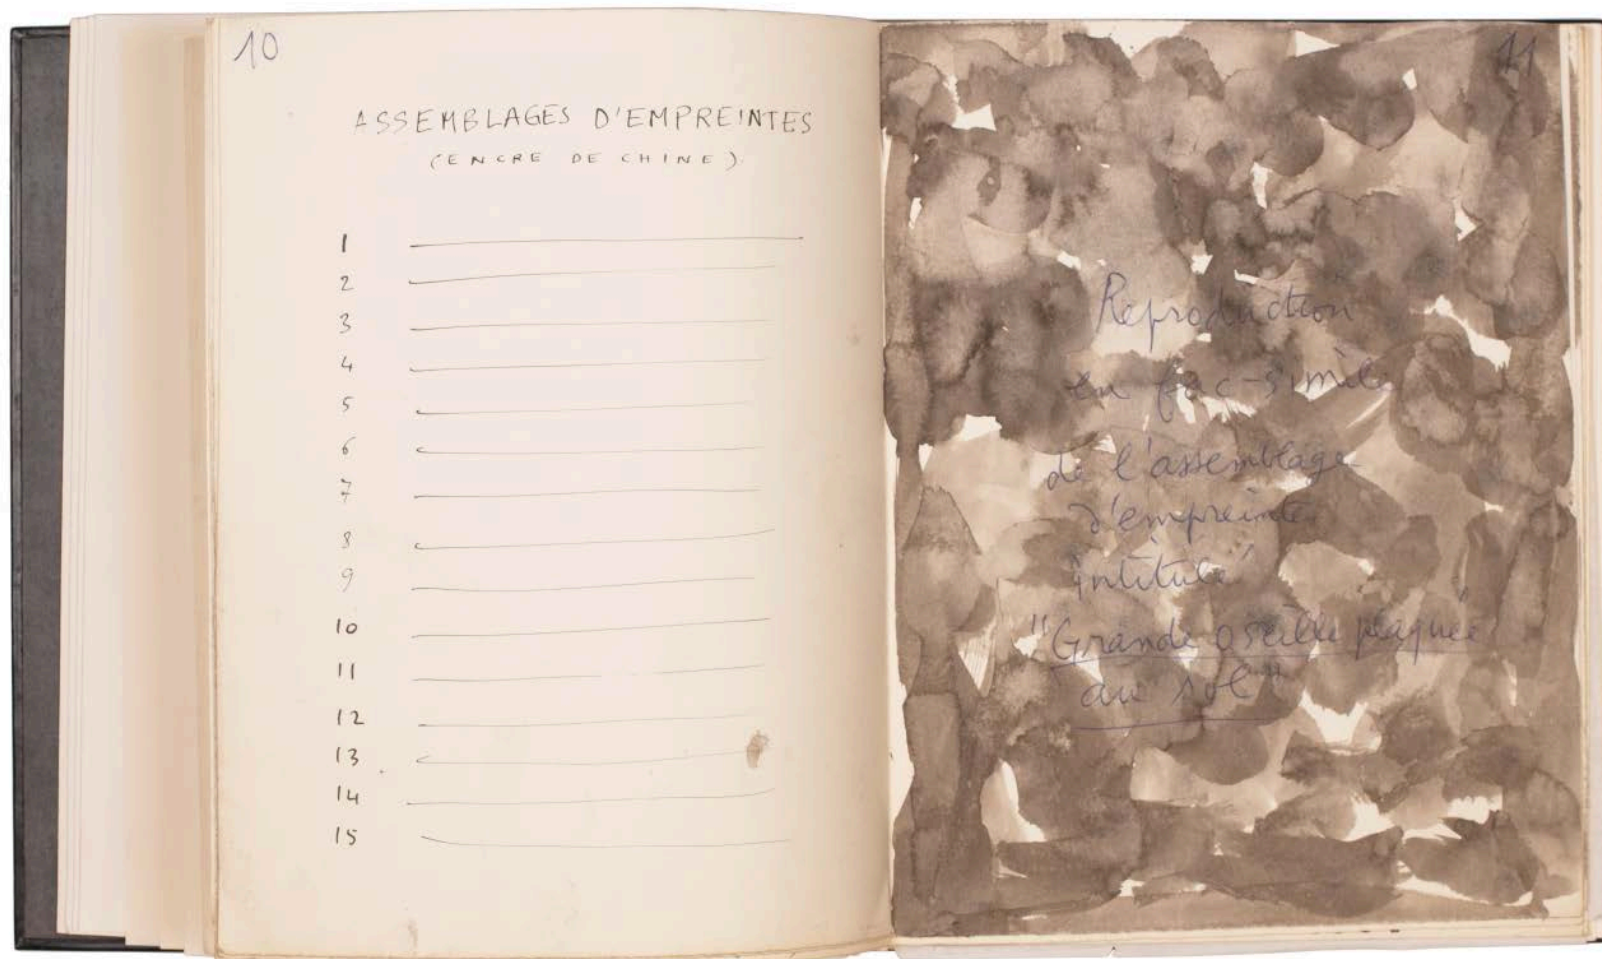 10
ASSEMBLAGES D'EMPREINTES
(ENCRE DE CHINE).
1
2
3
4
5
6
7
8
9
10
11
12
13
14
15
11
Reproduction
en fac-simile
de l'assemblage
d'empreinte
intitulé
"Grande oseille plaquée
au sol"